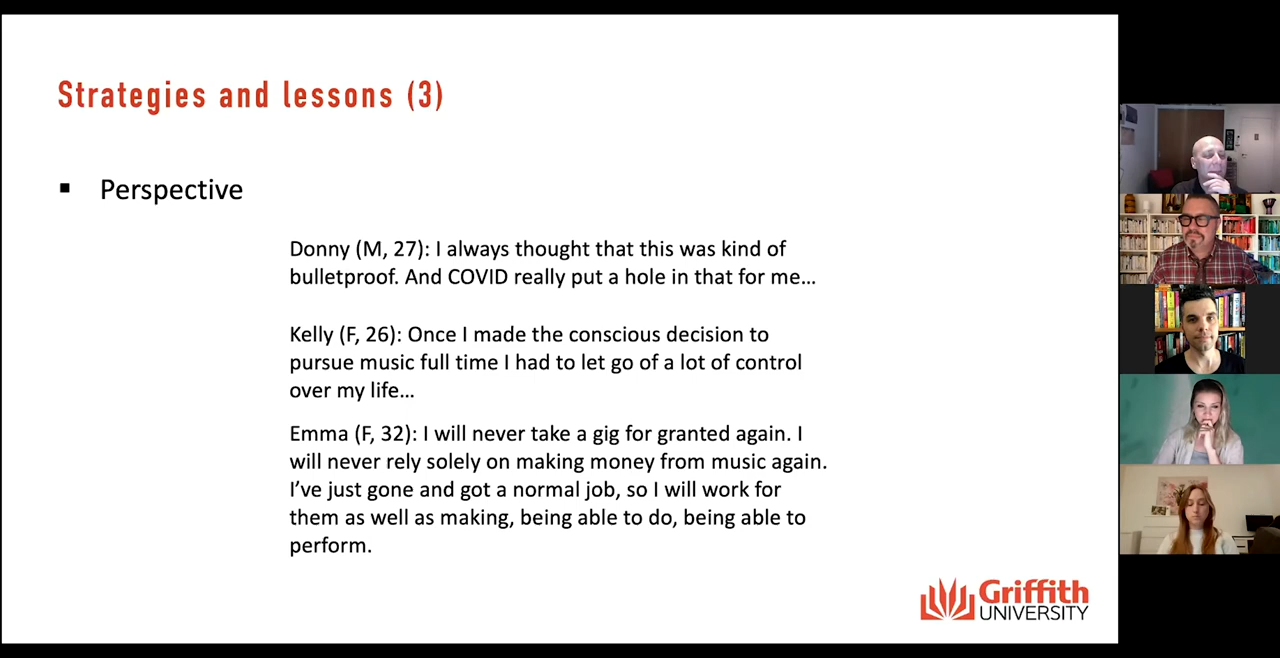 Strategies and lessons (3)
▪ Perspective
Donny (M, 27): I always thought that this was kind of
bulletproof. And COVID really put a hole in that for me…
Kelly (F, 26): Once I made the conscious decision to
pursue music full time I had to let go of a lot of control
over my life…
Emma (F, 32): I will never take a gig for granted again. I
will never rely solely on making money from music again.
I’ve just gone and got a normal job, so I will work for
them as well as making, being able to do, being able to
perform.
Griffith
UNIVERSITY